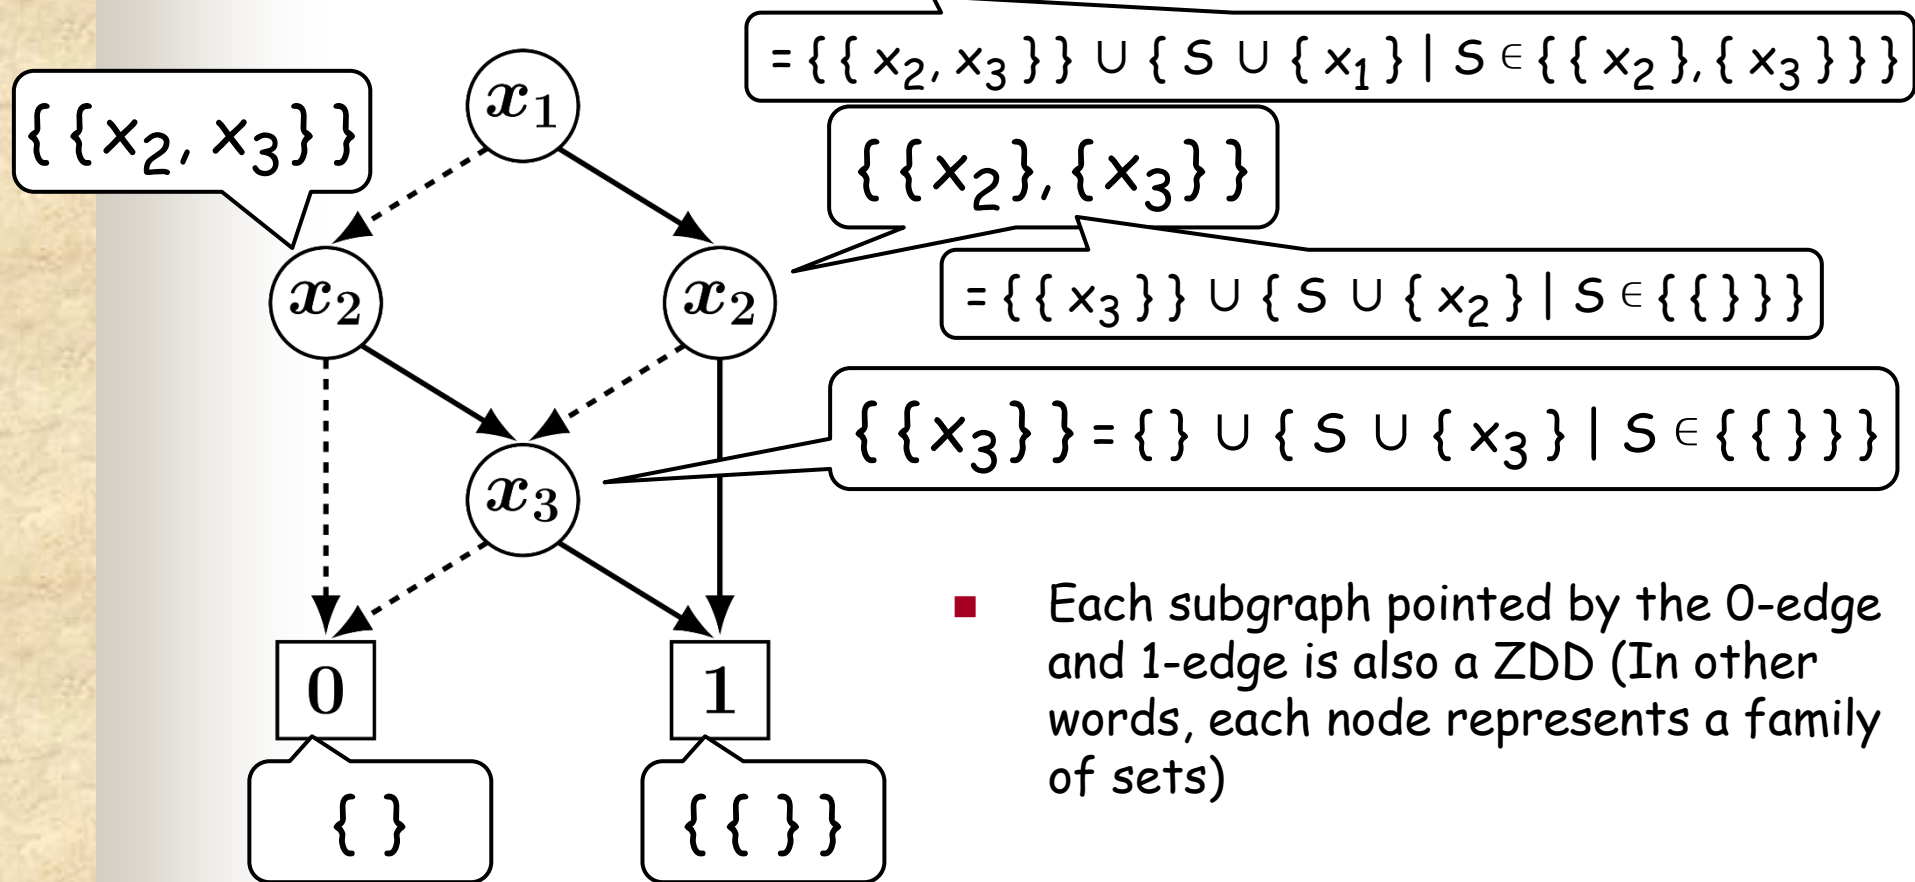 = { { x₂, x₃ } } ∪ { S ∪ { x₁ } | S ∈ { { x₂ }, { x₃ } } }
{ {x₂, x₃} }
x₁
{ {x₂}, {x₃} }
x₂
x₂
= { { x₃ } } ∪ { S ∪ { x₂ } | S ∈ { { } } }
{ {x₃} } = { } ∪ { S ∪ { x₃ } | S ∈ { { } } }
x₃
■ Each subgraph pointed by the 0-edge
and 1-edge is also a ZDD (In other
words, each node represents a family
of sets)
0
1
{ }
{ { } }